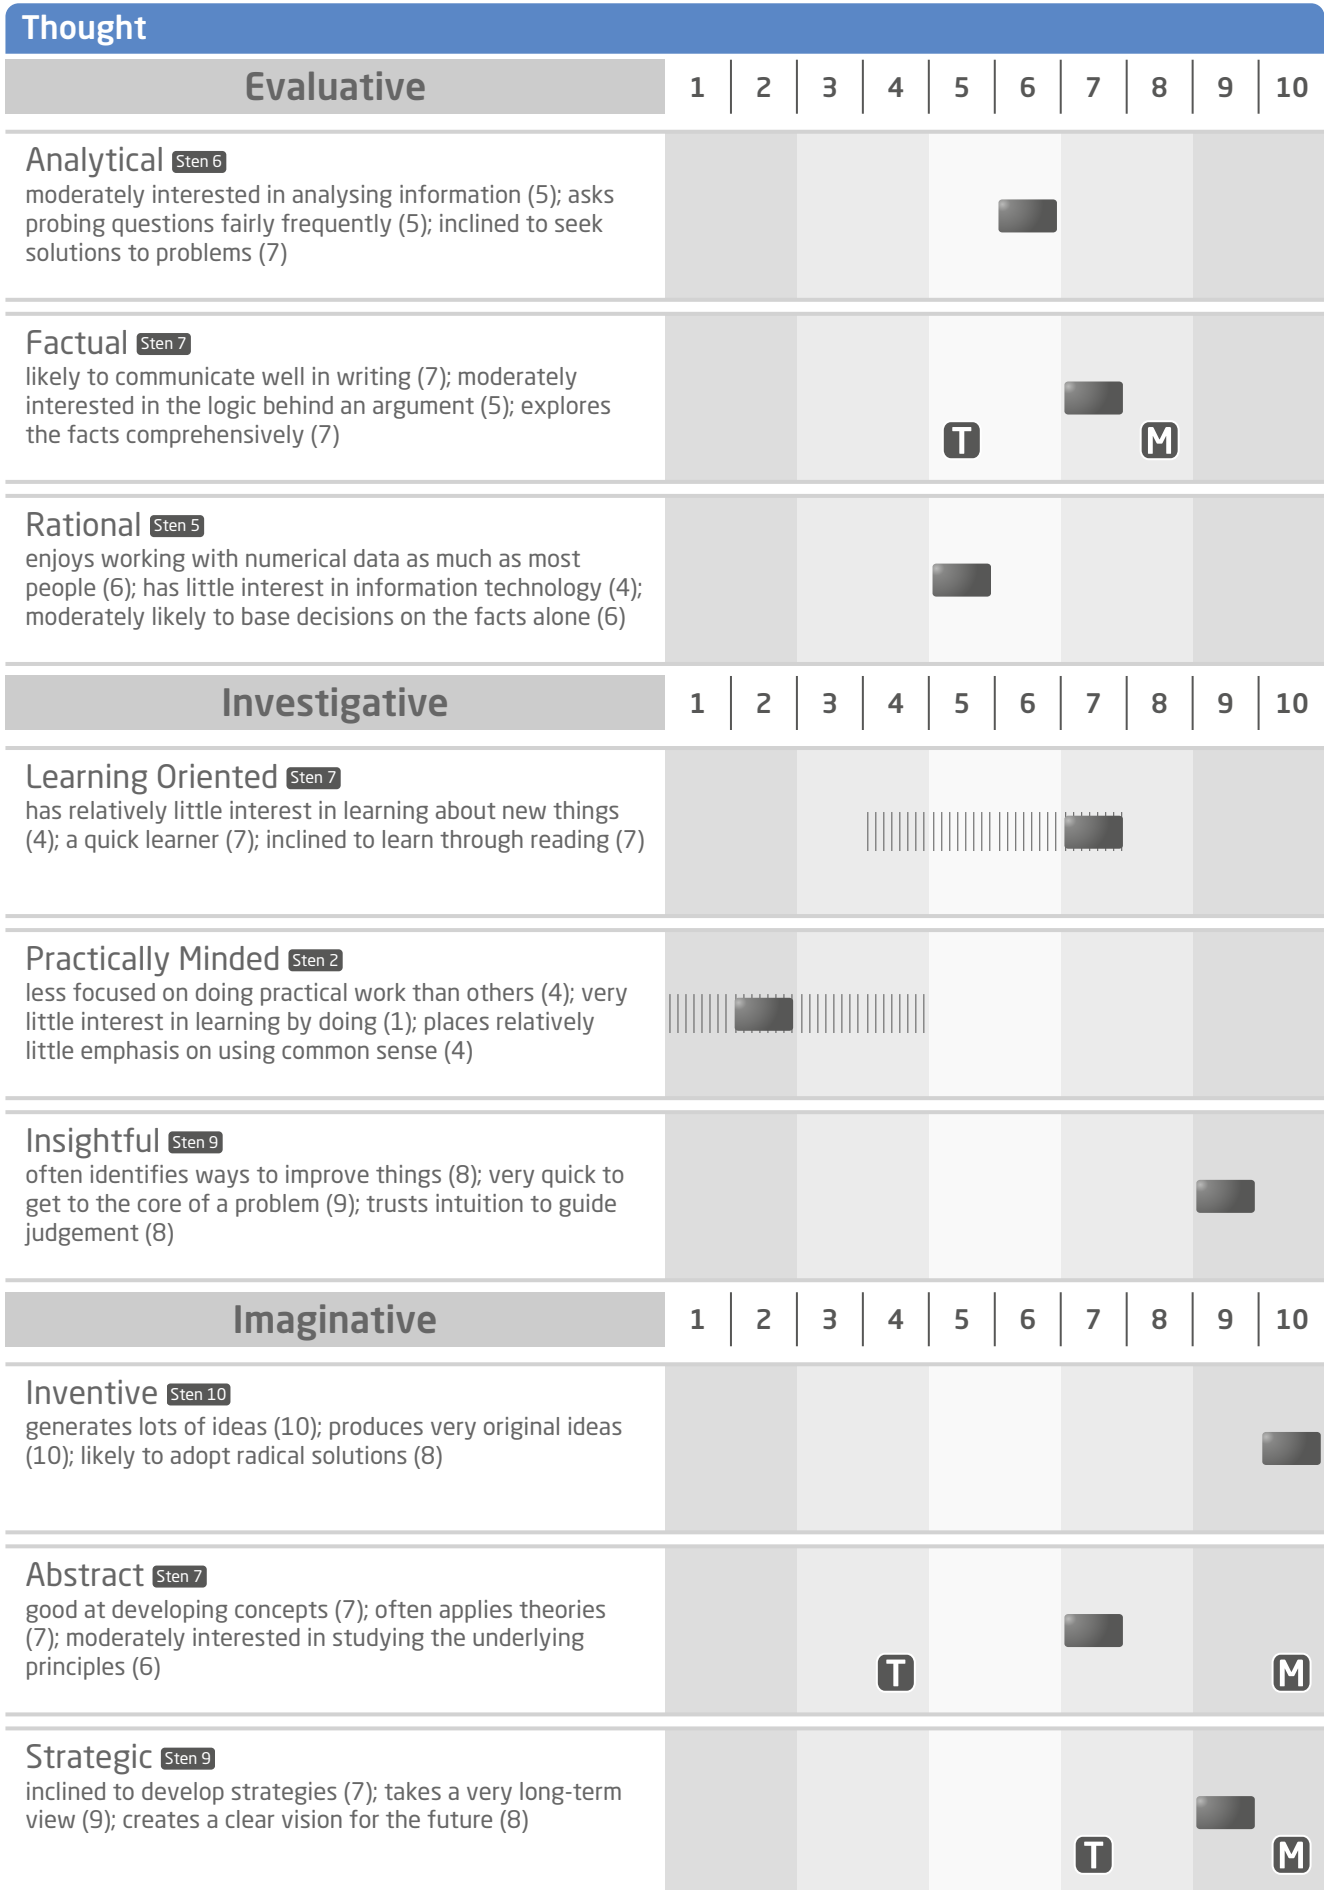 Thought
Evaluative 1 2 3 4 5 6 7 8 9 10
Analytical Sten 6
moderately interested in analysing information (5); asks
probing questions fairly frequently (5); inclined to seek
solutions to problems (7)
Factual Sten 7
likely to communicate well in writing (7); moderately
interested in the logic behind an argument (5); explores
the facts comprehensively (7)
T M
Rational Sten 5
enjoys working with numerical data as much as most
people (6); has little interest in information technology (4);
moderately likely to base decisions on the facts alone (6)
Investigative 1 2 3 4 5 6 7 8 9 10
Learning Oriented Sten 7
has relatively little interest in learning about new things
(4); a quick learner (7); inclined to learn through reading (7)
Practically Minded Sten 2
less focused on doing practical work than others (4); very
little interest in learning by doing (1); places relatively
little emphasis on using common sense (4)
Insightful Sten 9
often identifies ways to improve things (8); very quick to
get to the core of a problem (9); trusts intuition to guide
judgement (8)
Imaginative 1 2 3 4 5 6 7 8 9 10
Inventive Sten 10
generates lots of ideas (10); produces very original ideas
(10); likely to adopt radical solutions (8)
Abstract Sten 7
good at developing concepts (7); often applies theories
(7); moderately interested in studying the underlying
principles (6)
T M
Strategic Sten 9
inclined to develop strategies (7); takes a very long-term
view (9); creates a clear vision for the future (8)
T M